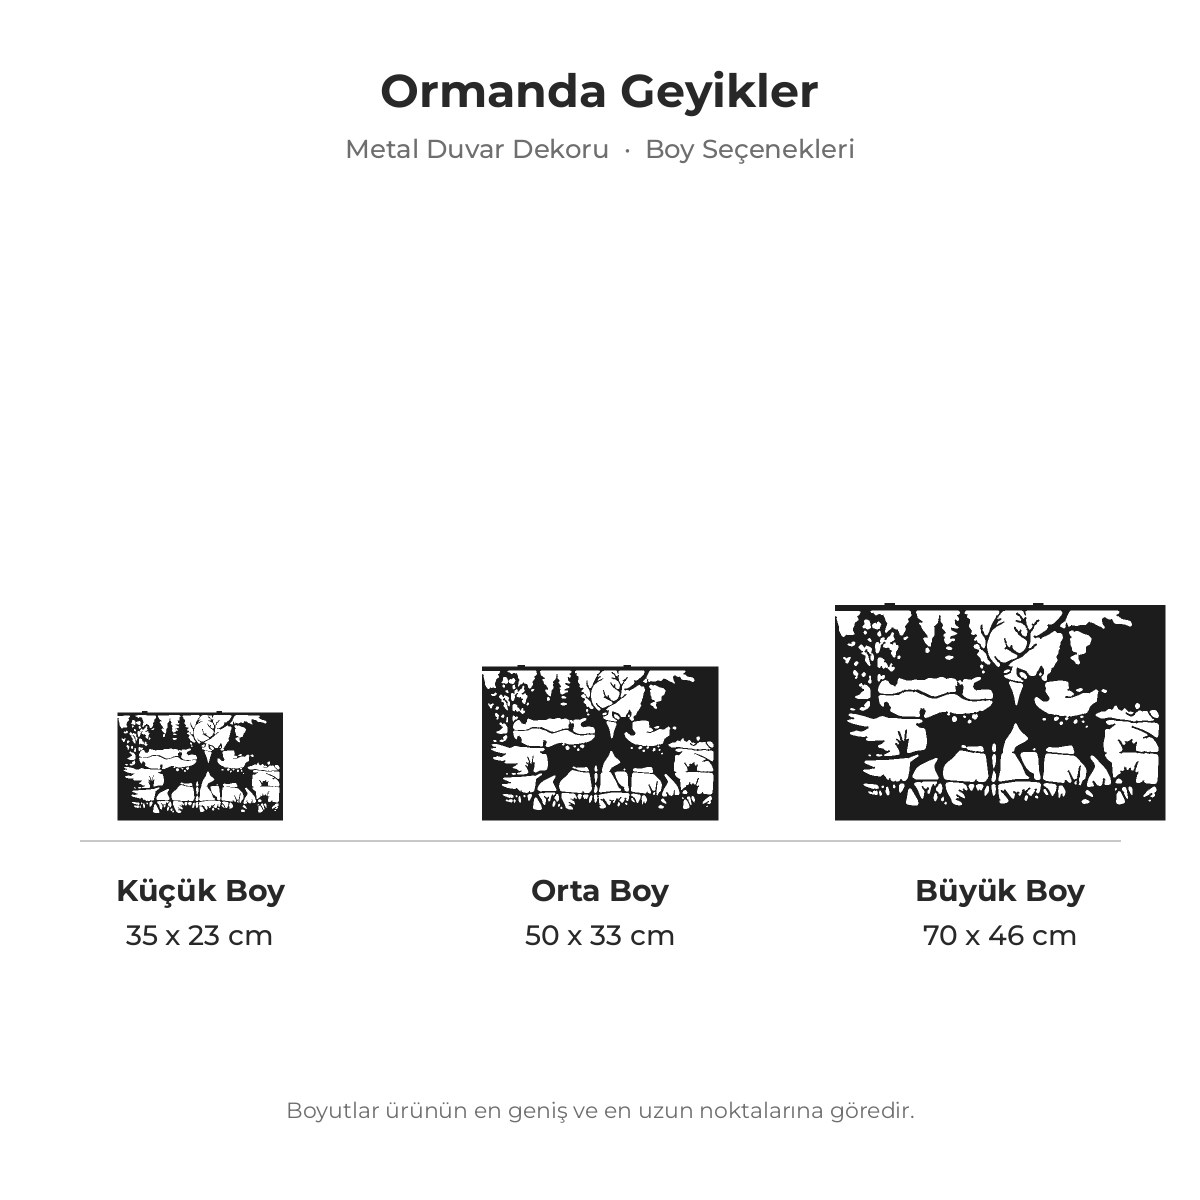 Ormanda Geyikler
Metal Duvar Dekoru · Boy Seçenekleri
Küçük Boy
35 x 23 cm
Orta Boy
50 x 33 cm
Büyük Boy
70 x 46 cm
Boyutlar ürünün en geniş ve en uzun noktalarına göredir.